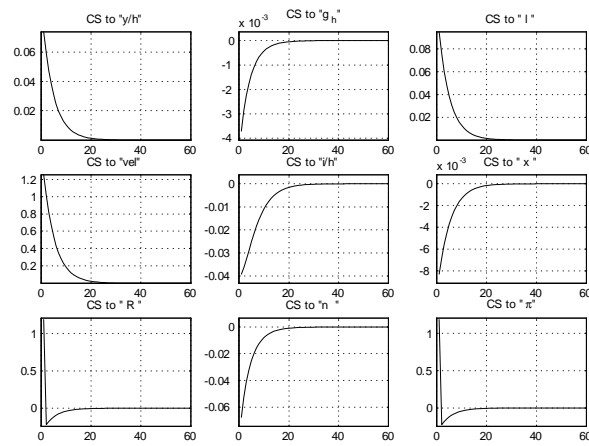 CS to "y/h"
0.06
0.04
0.02
0 20 40 60
CS to "g h"
x 10 -3
0
-1
-2
-3
-4
0 20 40 60
CS to " l "
0.08
0.06
0.04
0.02
0 20 40 60
CS to "vel"
1.2
1
0.8
0.6
0.4
0.2
0 20 40 60
CS to "i/h"
0
-0.01
-0.02
-0.03
-0.04
0 20 40 60
x 10 -3
CS to " x "
0
-2
-4
-6
-8
0 20 40 60
CS to " R "
1
0.5
0
0 20 40 60
CS to "n "
0
-0.02
-0.04
-0.06
0 20 40 60
CS to " π"
1
0.5
0
0 20 40 60